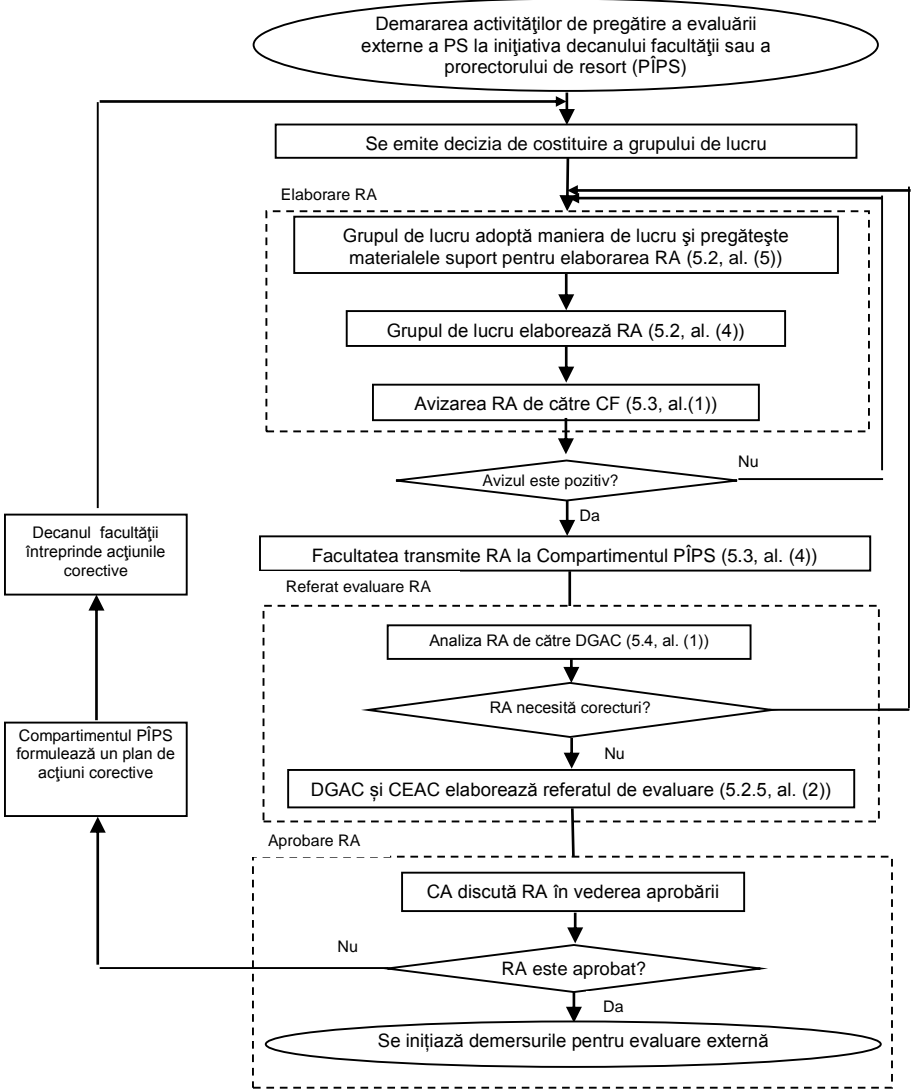 Demararea activităţilor de pregătire a evaluării
externe a PS la iniţiativa decanului facultăţii sau a
prorectorului de resort (PÎPS)
Se emite decizia de costituire a grupului de lucru
Elaborare RA
Grupul de lucru adoptă maniera de lucru şi pregăteşte
materialele suport pentru elaborarea RA (5.2, al. (5))
Grupul de lucru elaborează RA (5.2, al. (4))
Avizarea RA de către CF (5.3, al.(1))
Avizul este pozitiv?
Nu
Da
Facultatea transmite RA la Compartimentul PÎPS (5.3, al. (4))
Referat evaluare RA
Analiza RA de către DGAC (5.4, al. (1))
RA necesită corecturi?
Nu
DGAC și CEAC elaborează referatul de evaluare (5.2.5, al. (2))
Aprobare RA
CA discută RA în vederea aprobării
RA este aprobat?
Nu
Da
Se inițiază demersurile pentru evaluare externă
Compartimentul PÎPS
formulează un plan de
acţiuni corective
Decanul facultăţii
întreprinde acţiunile
corective